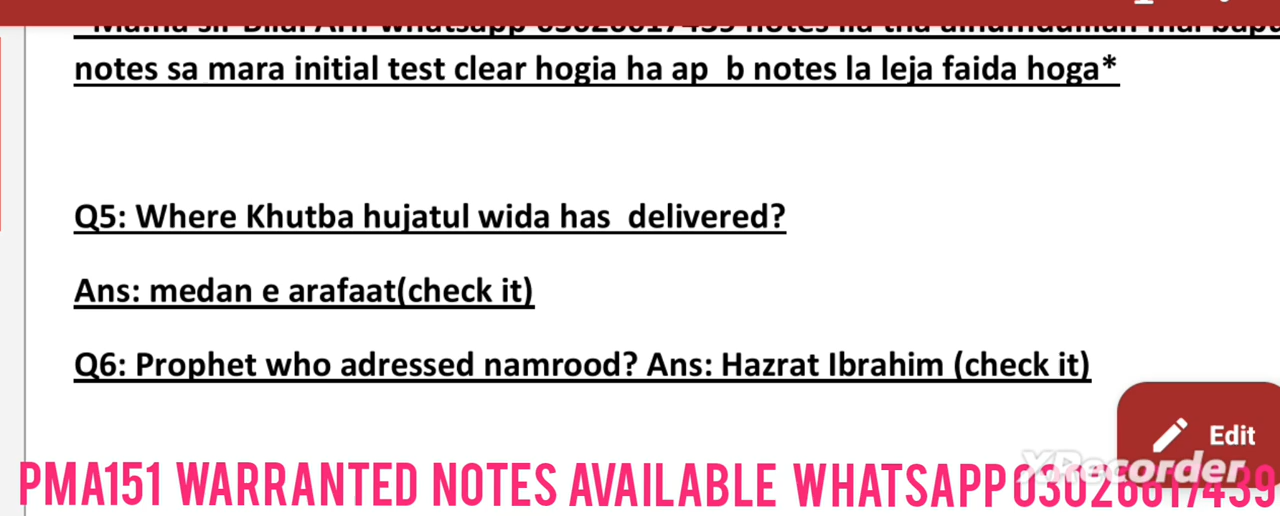 notes sa mara initial test clear hogia ha ap b notes la leja faida hoga*
Q5: Where Khutba hujatul wida has delivered?
Ans: medan e arafaat(check it)
Q6: Prophet who adressed namrood? Ans: Hazrat Ibrahim (check it)
Edit
XRecorder
PMA151 WARRANTED NOTES AVAILABLE WHATSAPP 03026617439